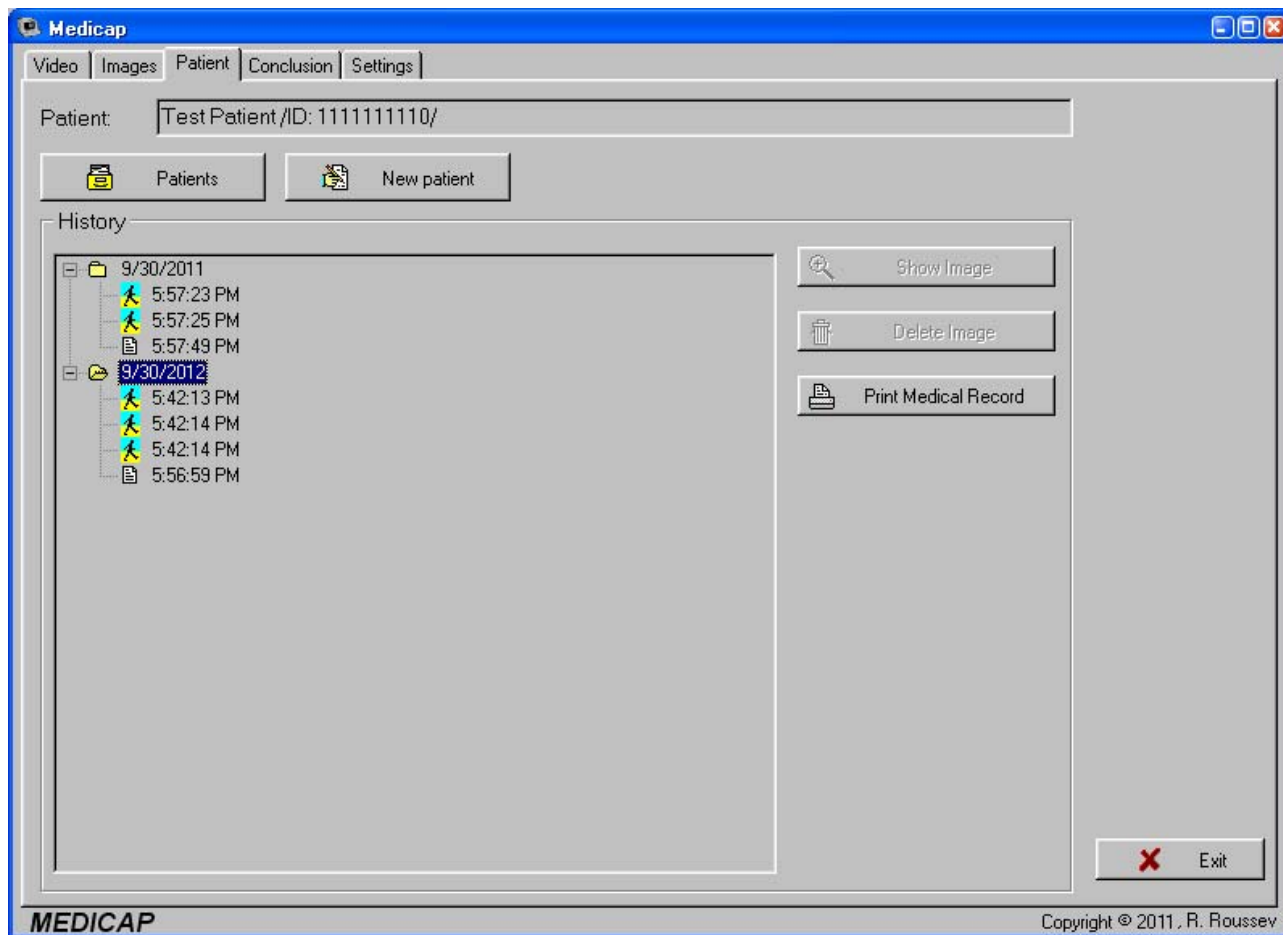 Medicap
Video Images Patient Conclusion Settings
Patient: Test Patient /ID: 1111111110/
Patients New patient
History
9/30/2011
Show Image
5:57:23 PM
5:57:25 PM
Delete Image
5:57:49 PM
9/30/2012
5:42:13 PM
Print Medical Record
5:42:14 PM
5:42:14 PM
5:56:59 PM
Exit
MEDICAP
Copyright © 2011, R. Roussev